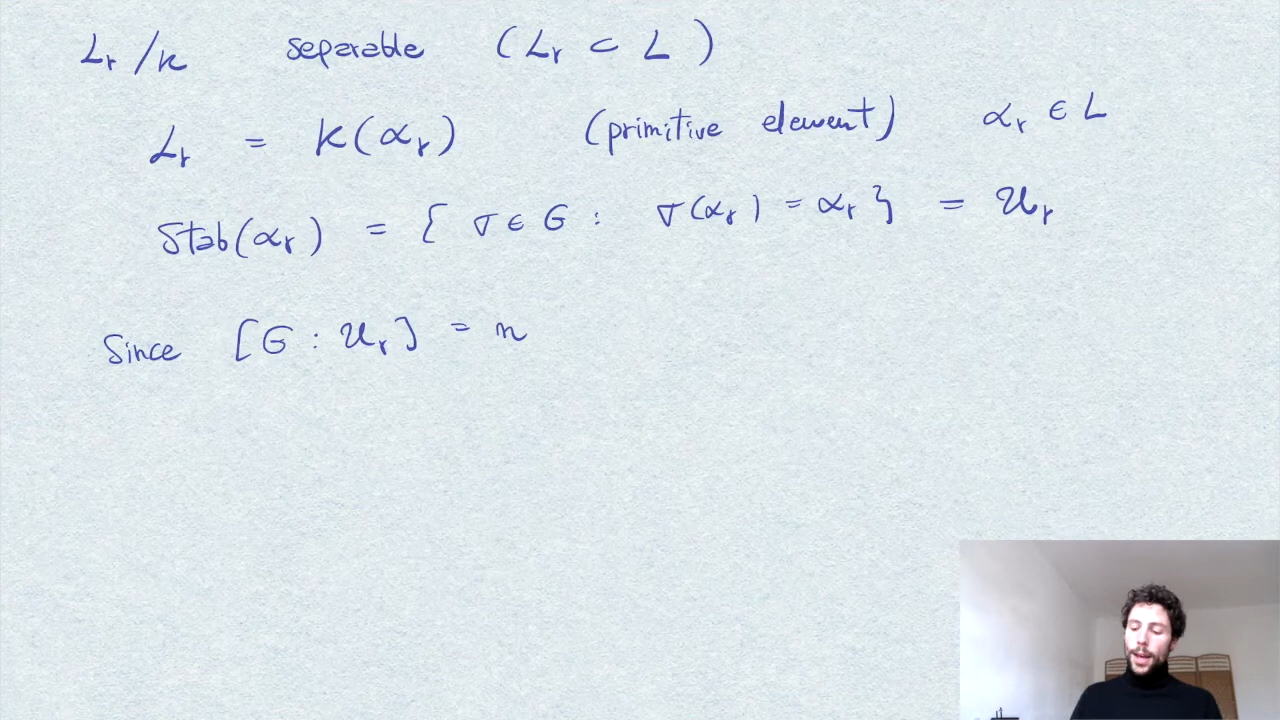 L_r / K separable ( L_r ⊂ L )
L_r = K(α_r) (primitive element) α_r ∈ L
Stab(α_r) = { σ ∈ G : σ(α_r) = α_r } = U_r
Since [G : U_r] = n